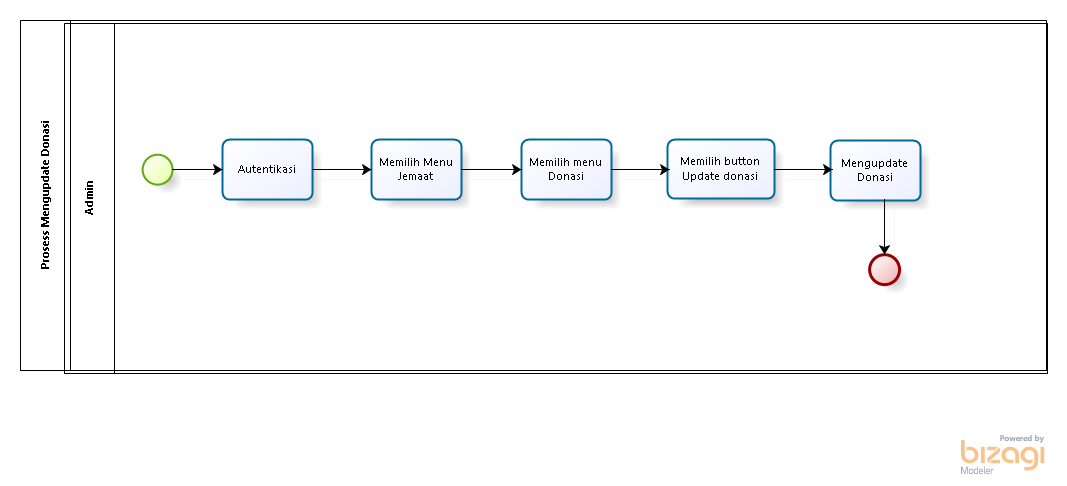 Prosess Mengupdate Donasi
Admin
Autentikasi
Memilih Menu
Jemaat
Memilih menu
Donasi
Memilih button
Update donasi
Mengupdate
Donasi
Powered by
bizagi
Modeler